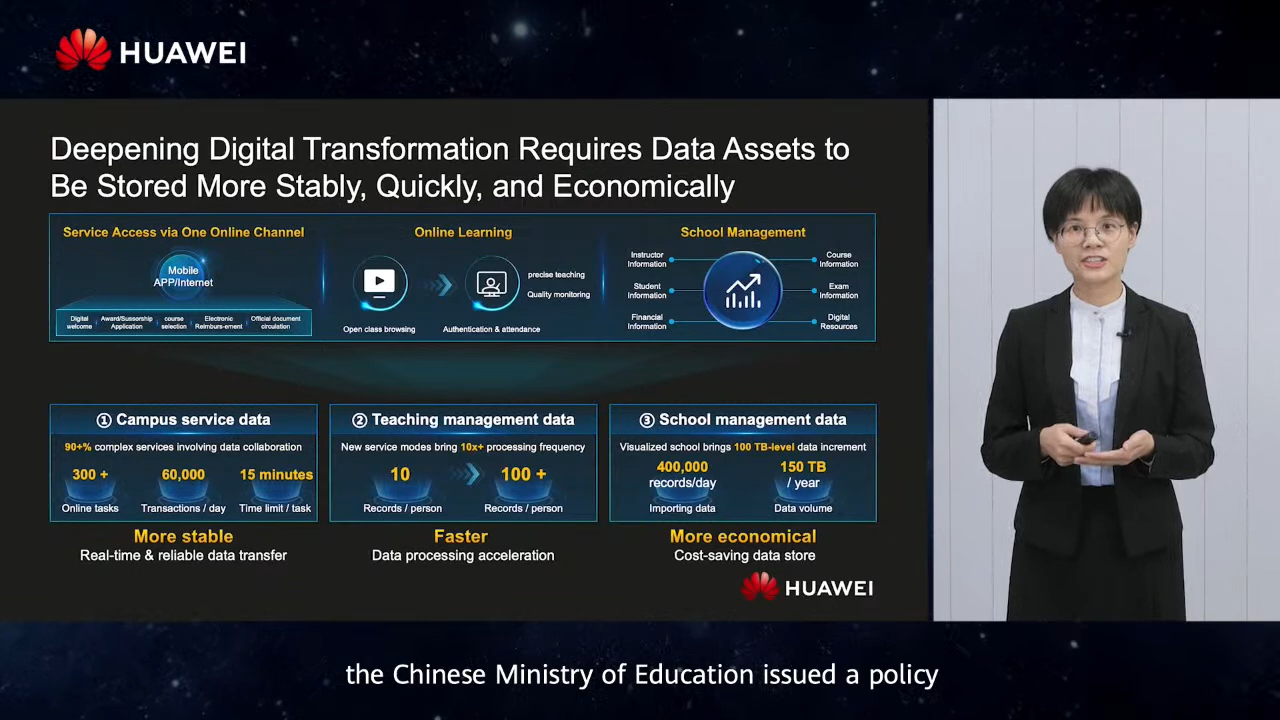 HUAWEI
Deepening Digital Transformation Requires Data Assets to
Be Stored More Stably, Quickly, and Economically
Service Access via One Online Channel
Mobile
APP/Internet
Digital
welcome
Award/Sussorship
Application
course
selection
Electronic
Reimburs-ement
Official document
circulation
Online Learning
Open class browsing
Authentication & attendance
precise teaching
Quality monitoring
School Management
Instructor
Information
Student
Information
Financial
Information
Course
Information
Exam
Information
Digital
Resources
① Campus service data
90+% complex services involving data collaboration
300 +
Online tasks
60,000
Transactions / day
15 minutes
Time limit / task
More stable
Real-time & reliable data transfer
② Teaching management data
New service modes bring 10x+ processing frequency
10
Records / person
100 +
Records / person
Faster
Data processing acceleration
③ School management data
Visualized school brings 100 TB-level data increment
400,000
records/day
Importing data
150 TB
/ year
Data volume
More economical
Cost-saving data store
HUAWEI
the Chinese Ministry of Education issued a policy